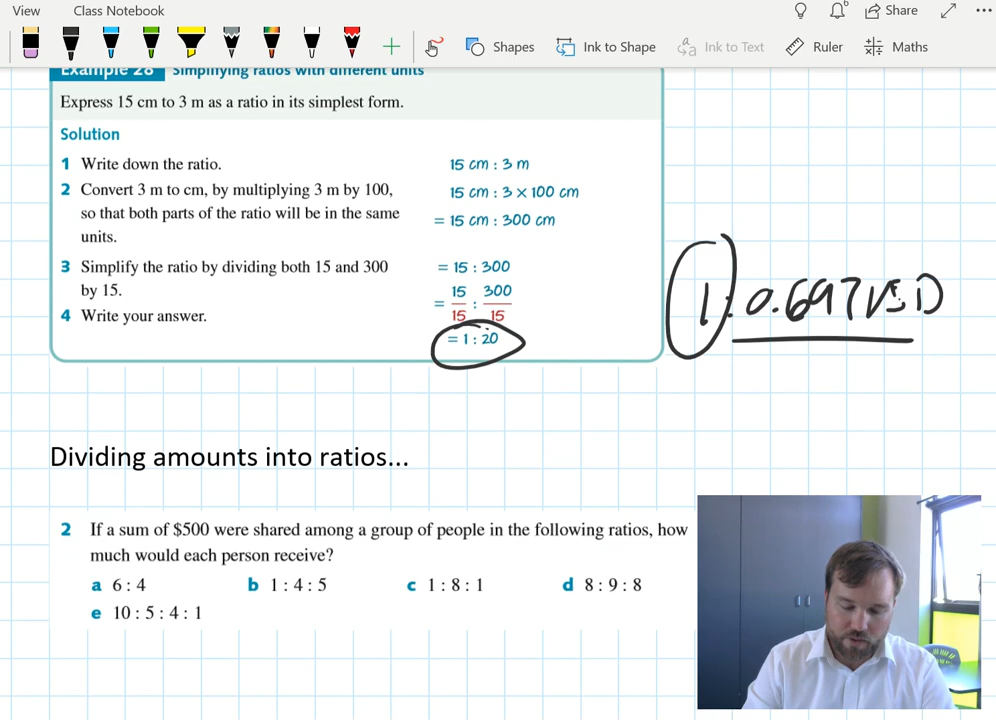 View Class Notebook Share
Shapes Ink to Shape Ink to Text Ruler Maths
Example 28 Simplifying ratios with different units
Express 15 cm to 3 m as a ratio in its simplest form.
Solution
1 Write down the ratio. 15 cm : 3 m
2 Convert 3 m to cm, by multiplying 3 m by 100, 15 cm : 3 × 100 cm
so that both parts of the ratio will be in the same = 15 cm : 300 cm
units.
3 Simplify the ratio by dividing both 15 and 300 = 15 : 300
by 15. = 15/15 : 300/15
4 Write your answer.
= 1 : 20
1: 0.697 USD
Dividing amounts into ratios...
2 If a sum of $500 were shared among a group of people in the following ratios, how
much would each person receive?
a 6 : 4 b 1 : 4 : 5 c 1 : 8 : 1 d 8 : 9 : 8
e 10 : 5 : 4 : 1